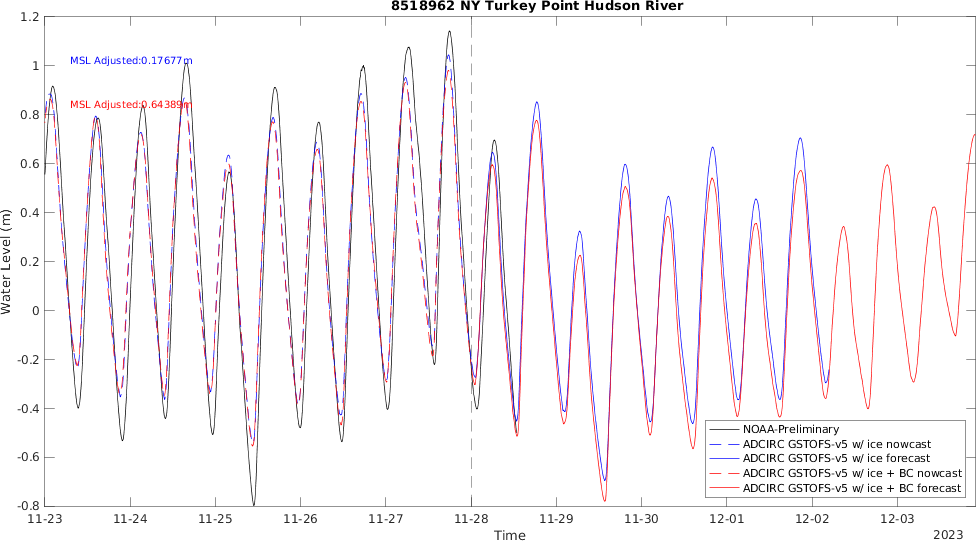 8518962 NY Turkey Point Hudson River
1.2
1
0.8
0.6
0.4
0.2
0
-0.2
-0.4
-0.6
-0.8
Water Level (m)
MSL Adjusted:0.17677m
MSL Adjusted:0.64389m
NOAA-Preliminary
ADCIRC GSTOFS-v5 w/ ice nowcast
ADCIRC GSTOFS-v5 w/ ice forecast
ADCIRC GSTOFS-v5 w/ ice + BC nowcast
ADCIRC GSTOFS-v5 w/ ice + BC forecast
11-23 11-24 11-25 11-26 11-27 11-28 11-29 11-30 12-01 12-02 12-03
Time
2023